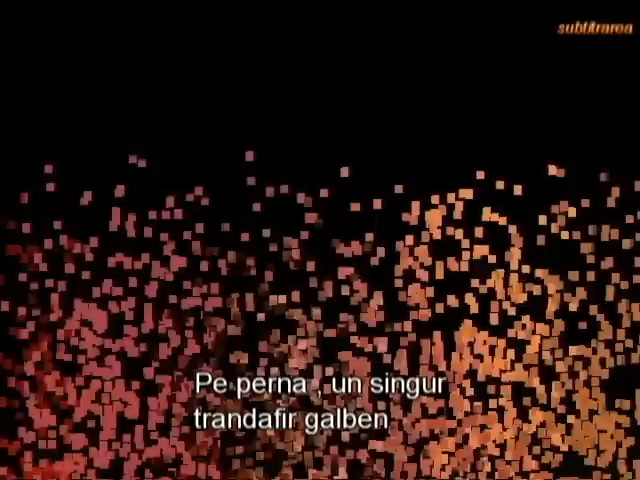 subtitrarea
Pe perna , un singur
trandafir galben